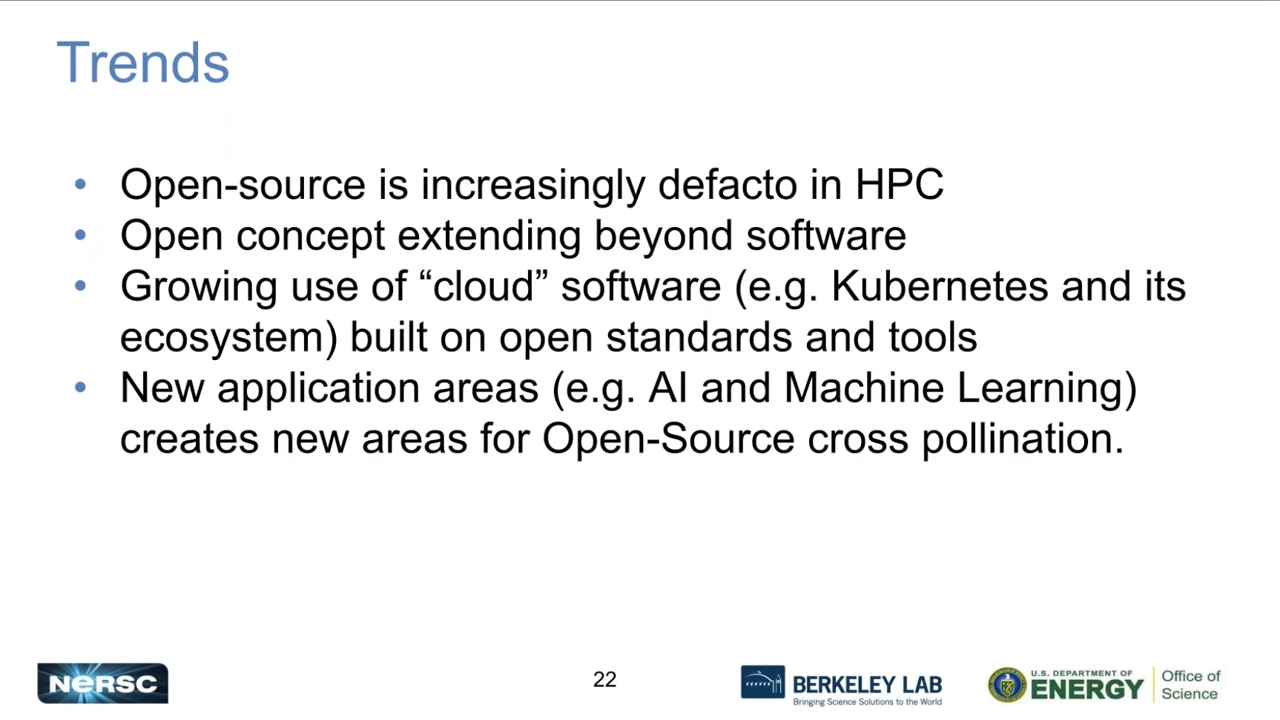 Trends
• Open-source is increasingly defacto in HPC
• Open concept extending beyond software
• Growing use of “cloud” software (e.g. Kubernetes and its
ecosystem) built on open standards and tools
• New application areas (e.g. AI and Machine Learning)
creates new areas for Open-Source cross pollination.
NERSC
22
BERKELEY LAB
Bringing Science Solutions to the World
U.S. DEPARTMENT OF
ENERGY
Office of
Science